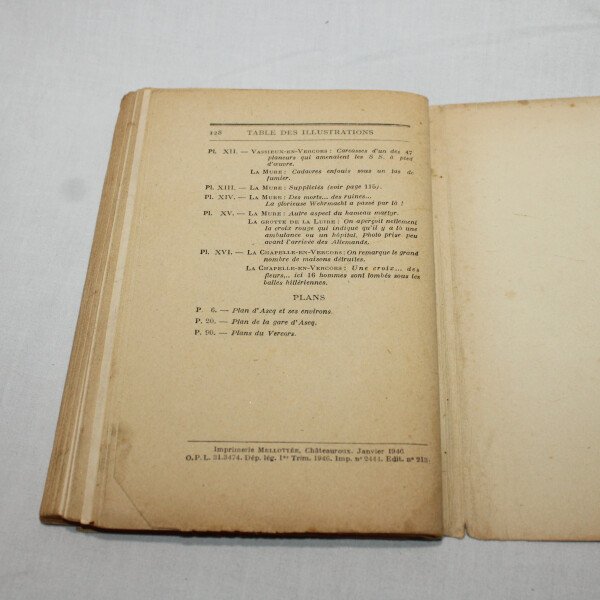 128 TABLE DES ILLUSTRATIONS
Pl. XII. — Vassieux-en-Vercors : Carcasses d'un des 47
planeurs qui amenaient les S S. à pied
d'œuvre.
La Mure : Cadavres enfouis sous un tas de
fumier.
Pl. XIII. — La Mure : Suppliciés (voir page 116).
Pl. XIV. — La Mure : Des morts... des ruines...
La glorieuse Wehrmacht a passé par là !
Pl. XV. — La Mure : Autre aspect du hameau martyr.
La grotte de la Luire : On aperçoit nettement
la croix rouge qui indique qu'il y a là une
ambulance ou un hôpital. Photo prise peu
avant l'arrivée des Allemands.
Pl. XVI. — La Chapelle-en-Vercors : On remarque le grand
nombre de maisons détruites.
La Chapelle-en-Vercors : Une croix... des
fleurs... ici 16 hommes sont tombés sous les
balles hitlériennes.
PLANS
P. 6. — Plan d'Ascq et ses environs.
P. 20. — Plan de la gare d'Ascq.
P. 90. — Plans du Vercors.
Imprimerie Mellottée, Châteauroux. Janvier 1946.
O.P.L. 31.3474. Dép. lég. 1er Trim. 1946. Imp. n° 2444. Edit. n° 213.